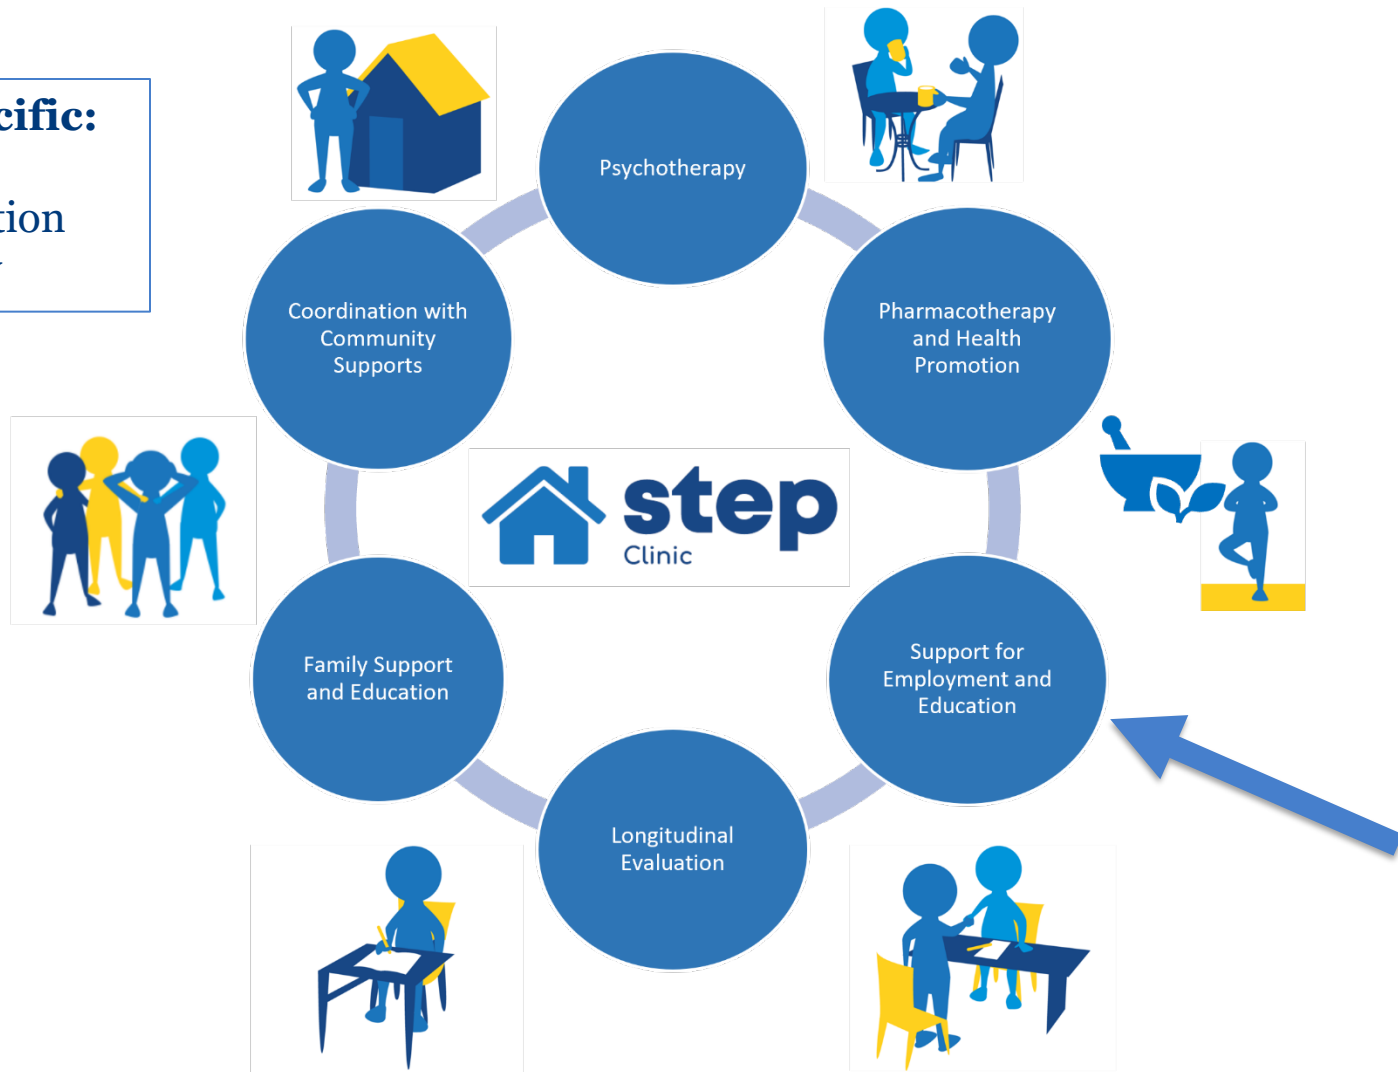 cific:
tion
Psychotherapy
Coordination with
Community
Supports
Pharmacotherapy
and Health
Promotion
step
Clinic
Family Support
and Education
Support for
Employment and
Education
Longitudinal
Evaluation